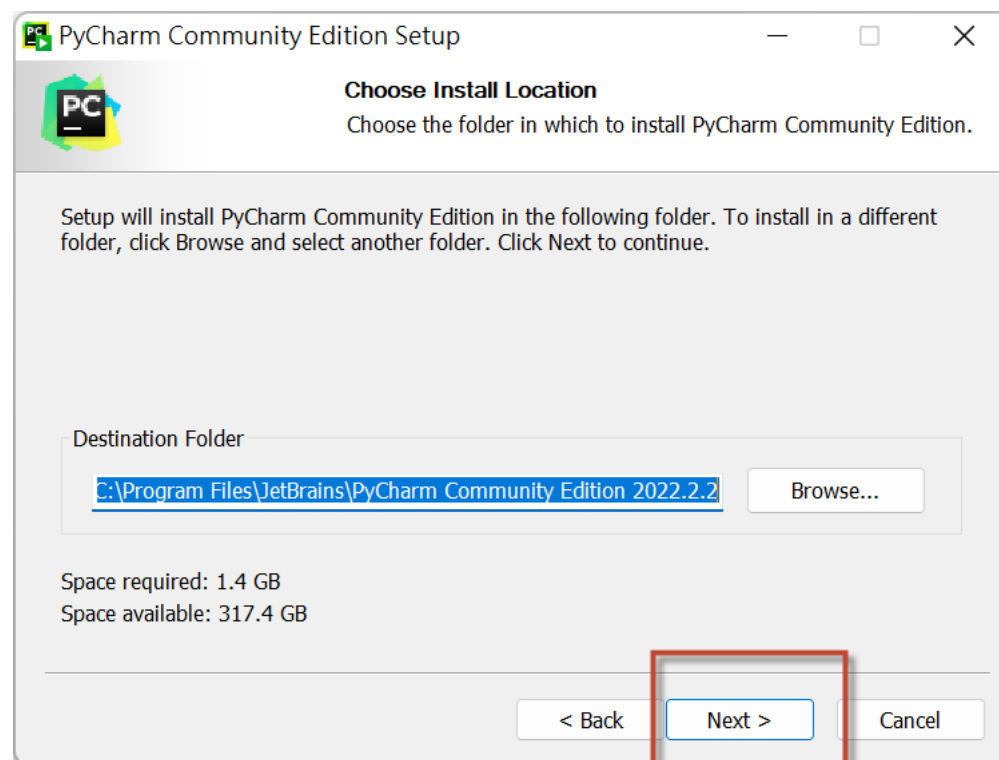 PC PyCharm Community Edition Setup
PC
Choose Install Location
Choose the folder in which to install PyCharm Community Edition.
Setup will install PyCharm Community Edition in the following folder. To install in a different
folder, click Browse and select another folder. Click Next to continue.
Destination Folder
C:\Program Files\JetBrains\PyCharm Community Edition 2022.2.2
Browse...
Space required: 1.4 GB
Space available: 317.4 GB
< Back
Next >
Cancel